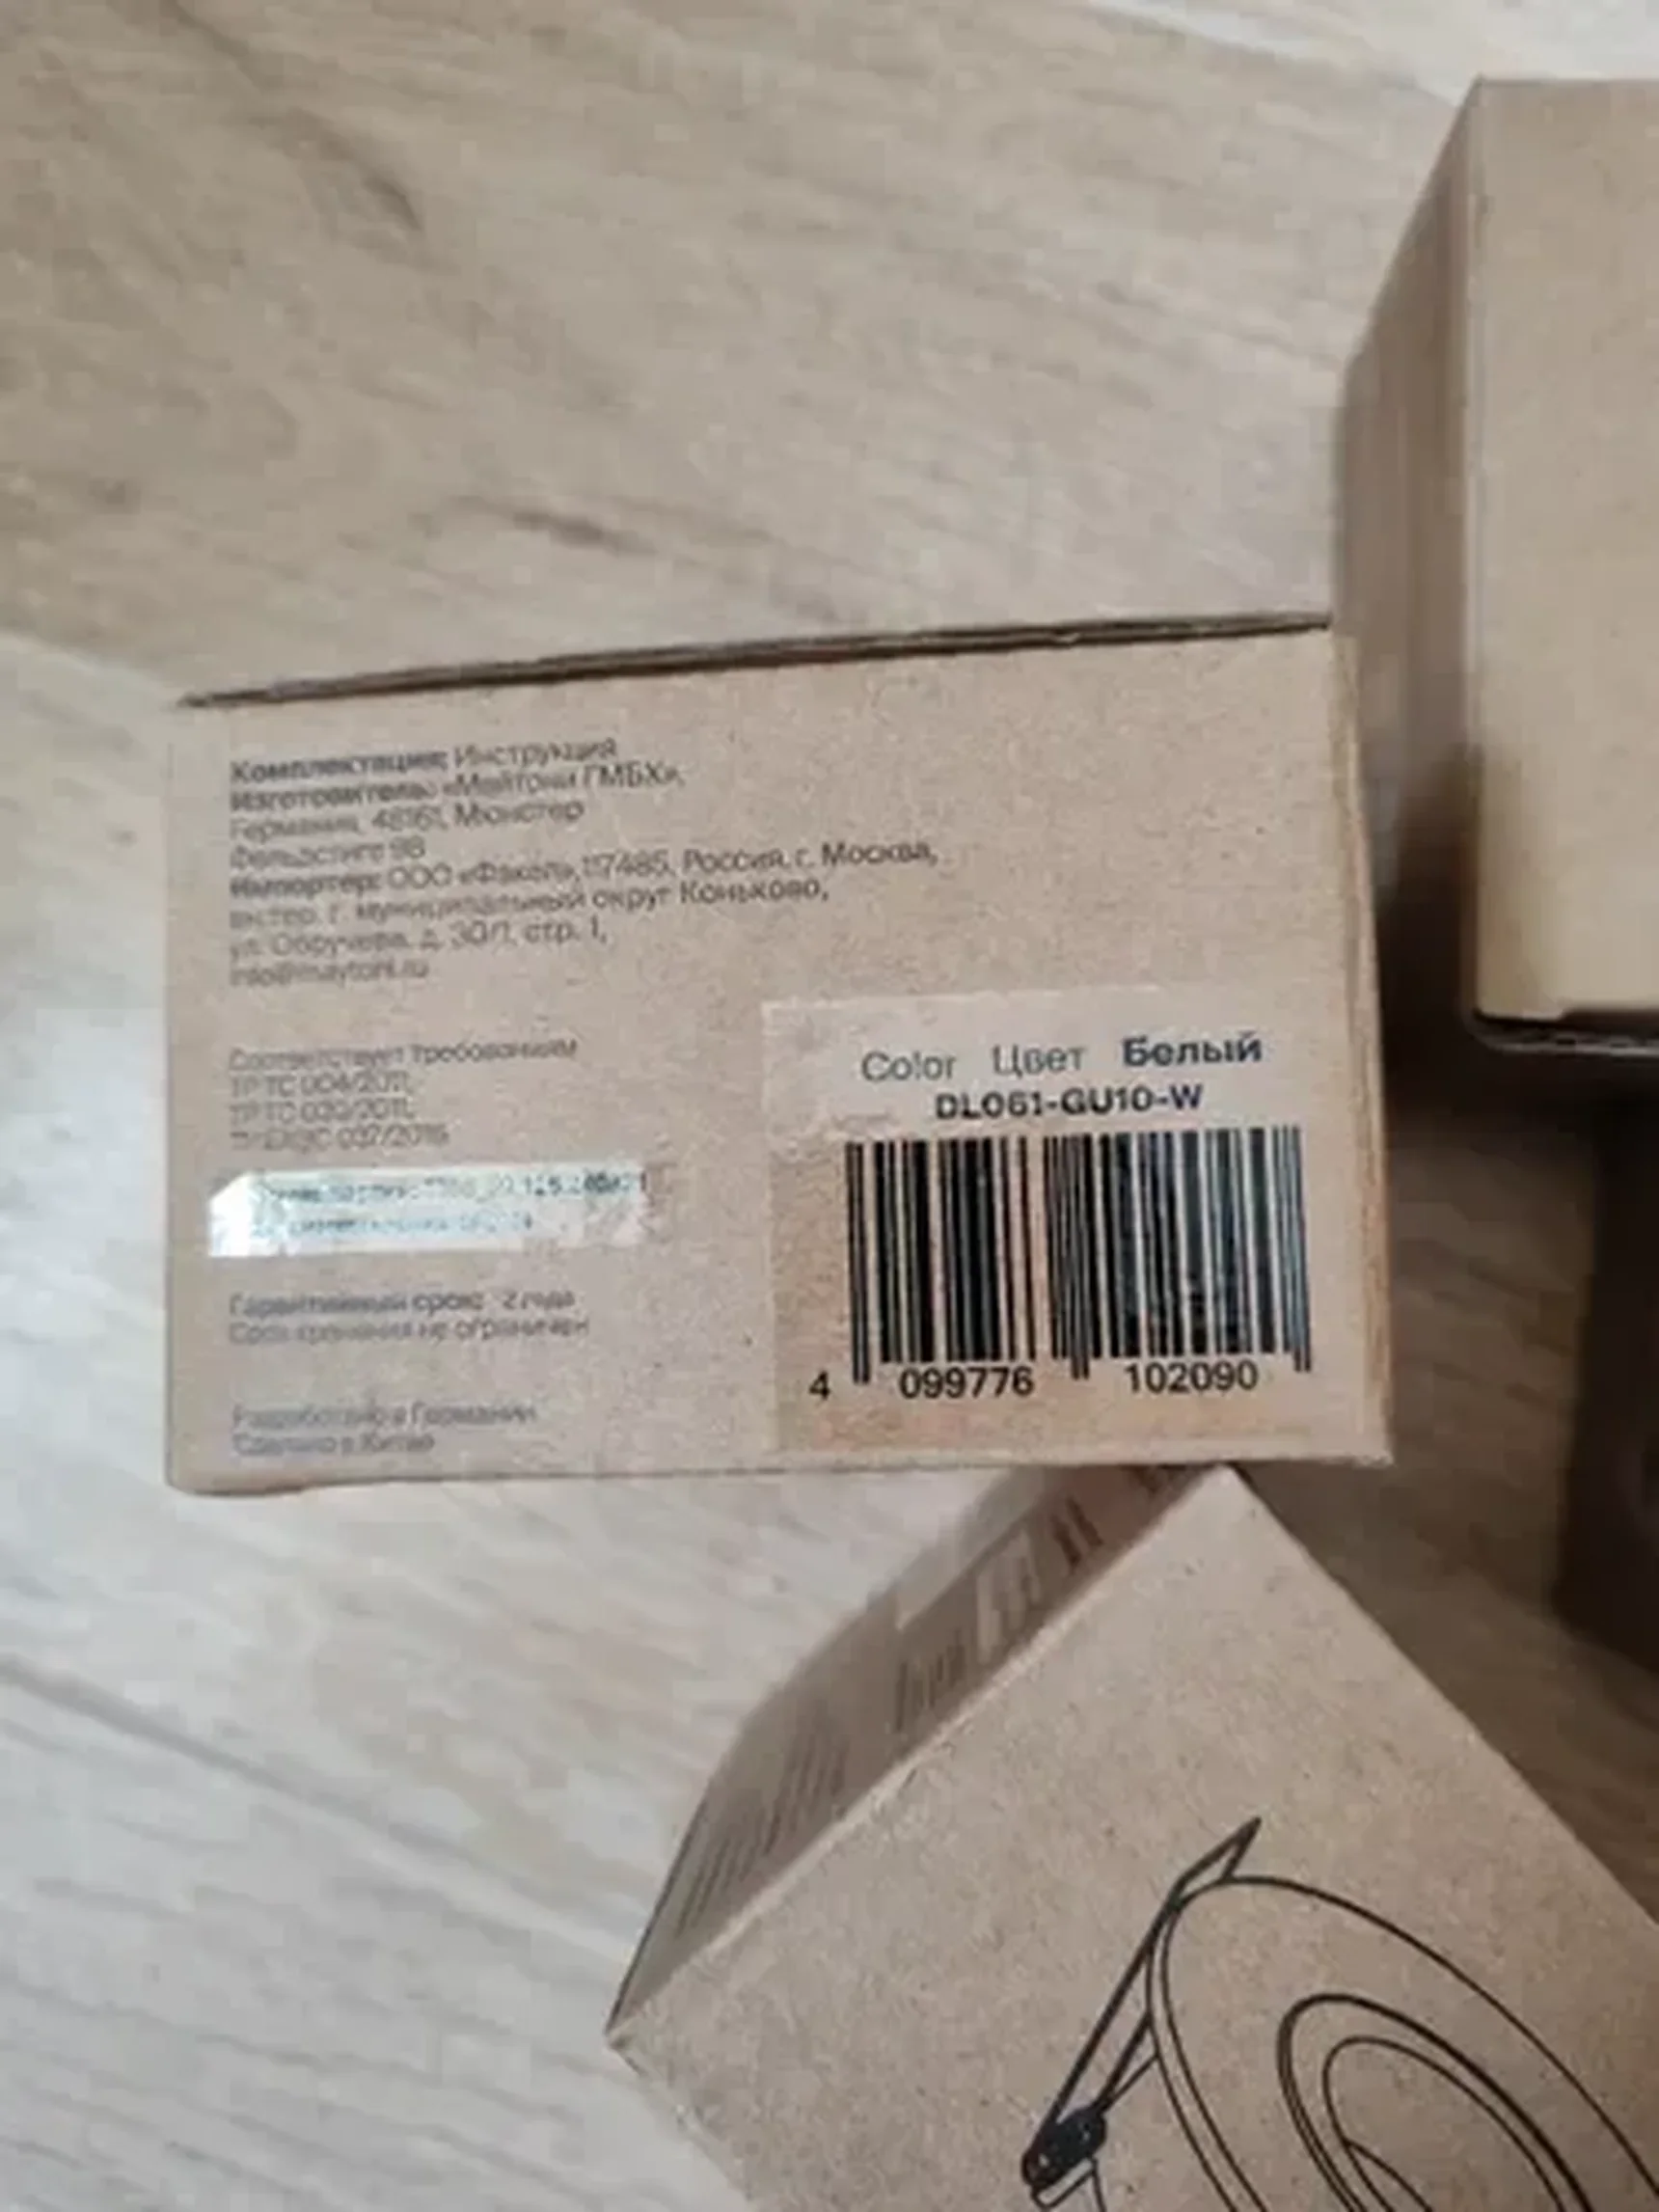 Комплектация: Инструкция
Изготовитель: «Мейтони ГМБХ»,
Германия, 48161, Мюнстер
Фельдстиге 98
Импортер: ООО «Факел», 117485, Россия, г. Москва,
вн.тер. г. муниципальный округ Коньково,
ул. Обручева, д. 30/1, стр. 1,
info@maytoni.ru
Соответствует требованиям
ТР ТС 004/2011,
ТР ТС 020/2011,
ТР ЕАЭС 037/2016
Гарантийный срок: 2 года
Срок хранения не ограничен
Разработано в Германии
Сделано в Китае
Color Цвет Белый
DL061-GU10-W
4 099776 102090